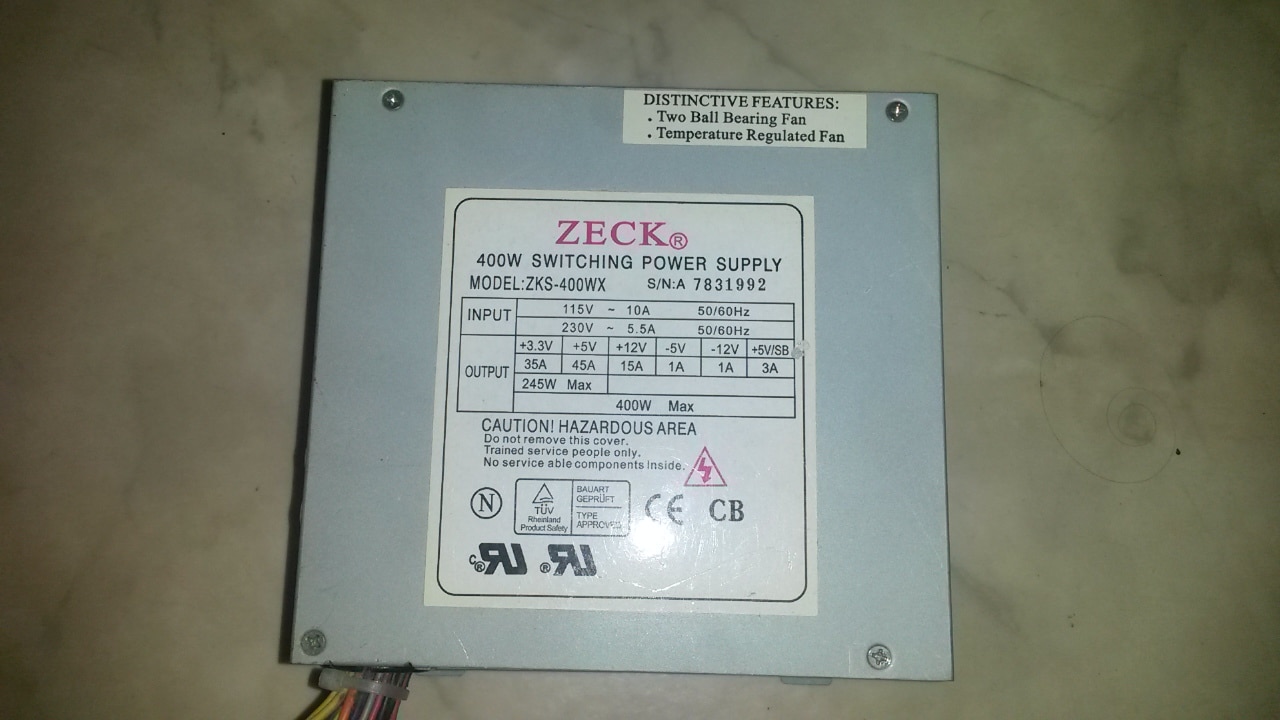 DISTINCTIVE FEATURES:
. Two Ball Bearing Fan
. Temperature Regulated Fan
ZECK®
400W SWITCHING POWER SUPPLY
MODEL:ZKS-400WX S/N:A 7831992
INPUT 115V ~ 10A 50/60Hz
230V ~ 5.5A 50/60Hz
OUTPUT +3.3V +5V +12V -5V -12V +5V/SB
35A 45A 15A 1A 1A 3A
245W Max
400W Max
CAUTION! HAZARDOUS AREA
Do not remove this cover.
Trained service people only.
No service able components Inside.
N
TÜV
Rheinland
Product Safety
BAUART
GEPRÜFT
TYPE
APPROVED
CE CB
c RU ® RU ®